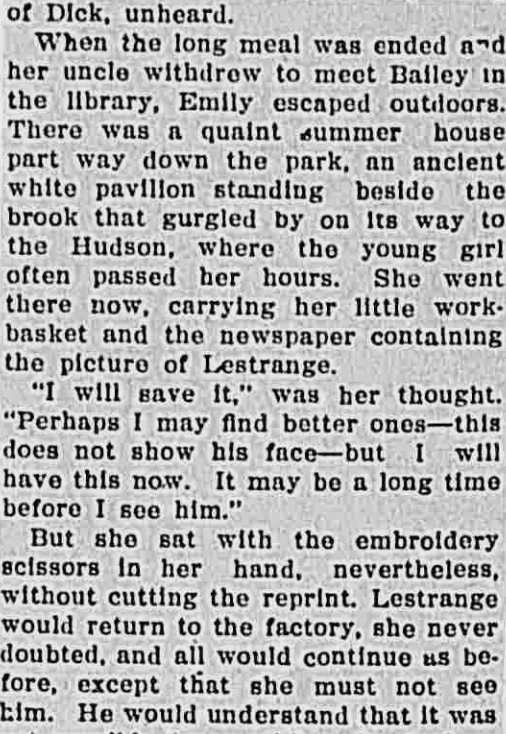 of Dick, unheard.
When the long meal was ended and
her uncle withdrew to meet Bailey in
the library, Emily escaped outdoors.
There was a quaint summer house
part way down the park, an ancient
white pavilion standing beside the
brook that gurgled by on its way to
the Hudson, where the young girl
often passed her hours. She went
there now, carrying her little work-
basket and the newspaper containing
the picture of Lestrange.
"I will save it," was her thought.
"Perhaps I may find better ones—this
does not show his face—but I will
have this now. It may be a long time
before I see him."
But she sat with the embroidery
scissors in her hand, nevertheless,
without cutting the reprint. Lestrange
would return to the factory, she never
doubted, and all would continue as be-
fore, except that she must not see
him. He would understand that it was